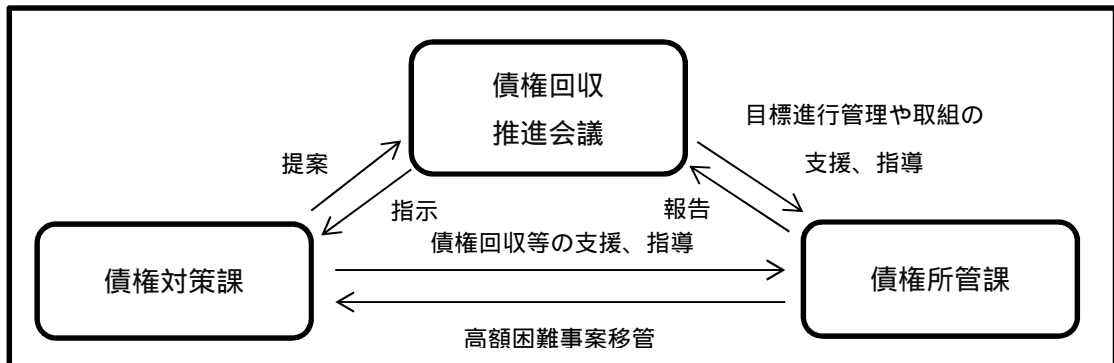 債権回収
推進会議
目標進行管理や取組の
支援、指導
提案
指示
報告
債権回収等の支援、指導
債権対策課
債権所管課
高額困難事案移管